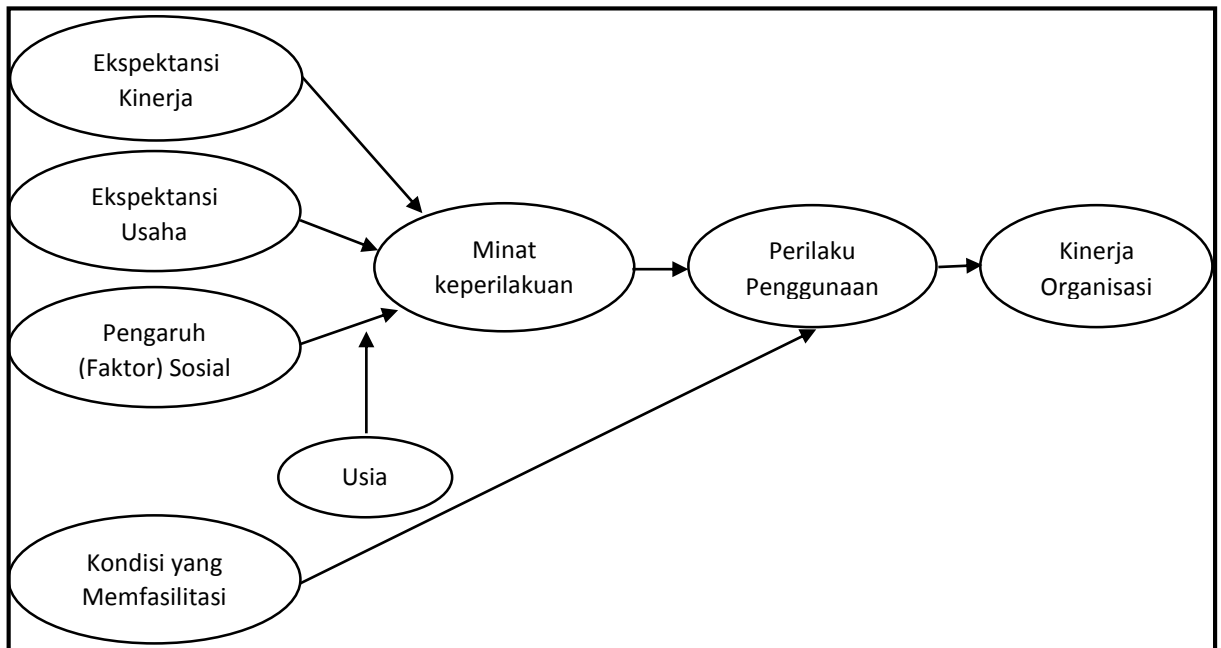 Ekspektansi
Kinerja
Ekspektansi
Usaha
Pengaruh
(Faktor) Sosial
Usia
Kondisi yang
Memfasilitasi
Minat
keperilakuan
Perilaku
Penggunaan
Kinerja
Organisasi